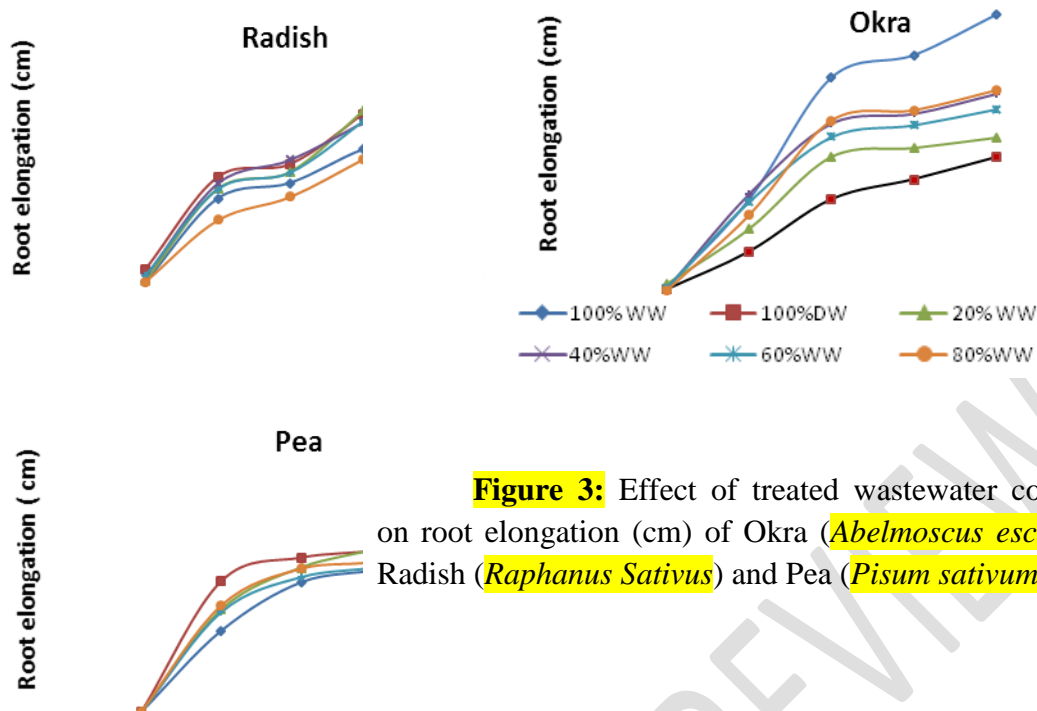 Radish
Root elongation (cm)
Okra
Root elongation (cm)
100% WW
100%DW
20% WW
40%WW
60%WW
80%WW
Pea
Root elongation ( cm)
Figure 3: Effect of treated wastewater
on root elongation (cm) of Okra (Abelmoscus
Radish (Raphanus Sativus) and Pea (Pisum sativum